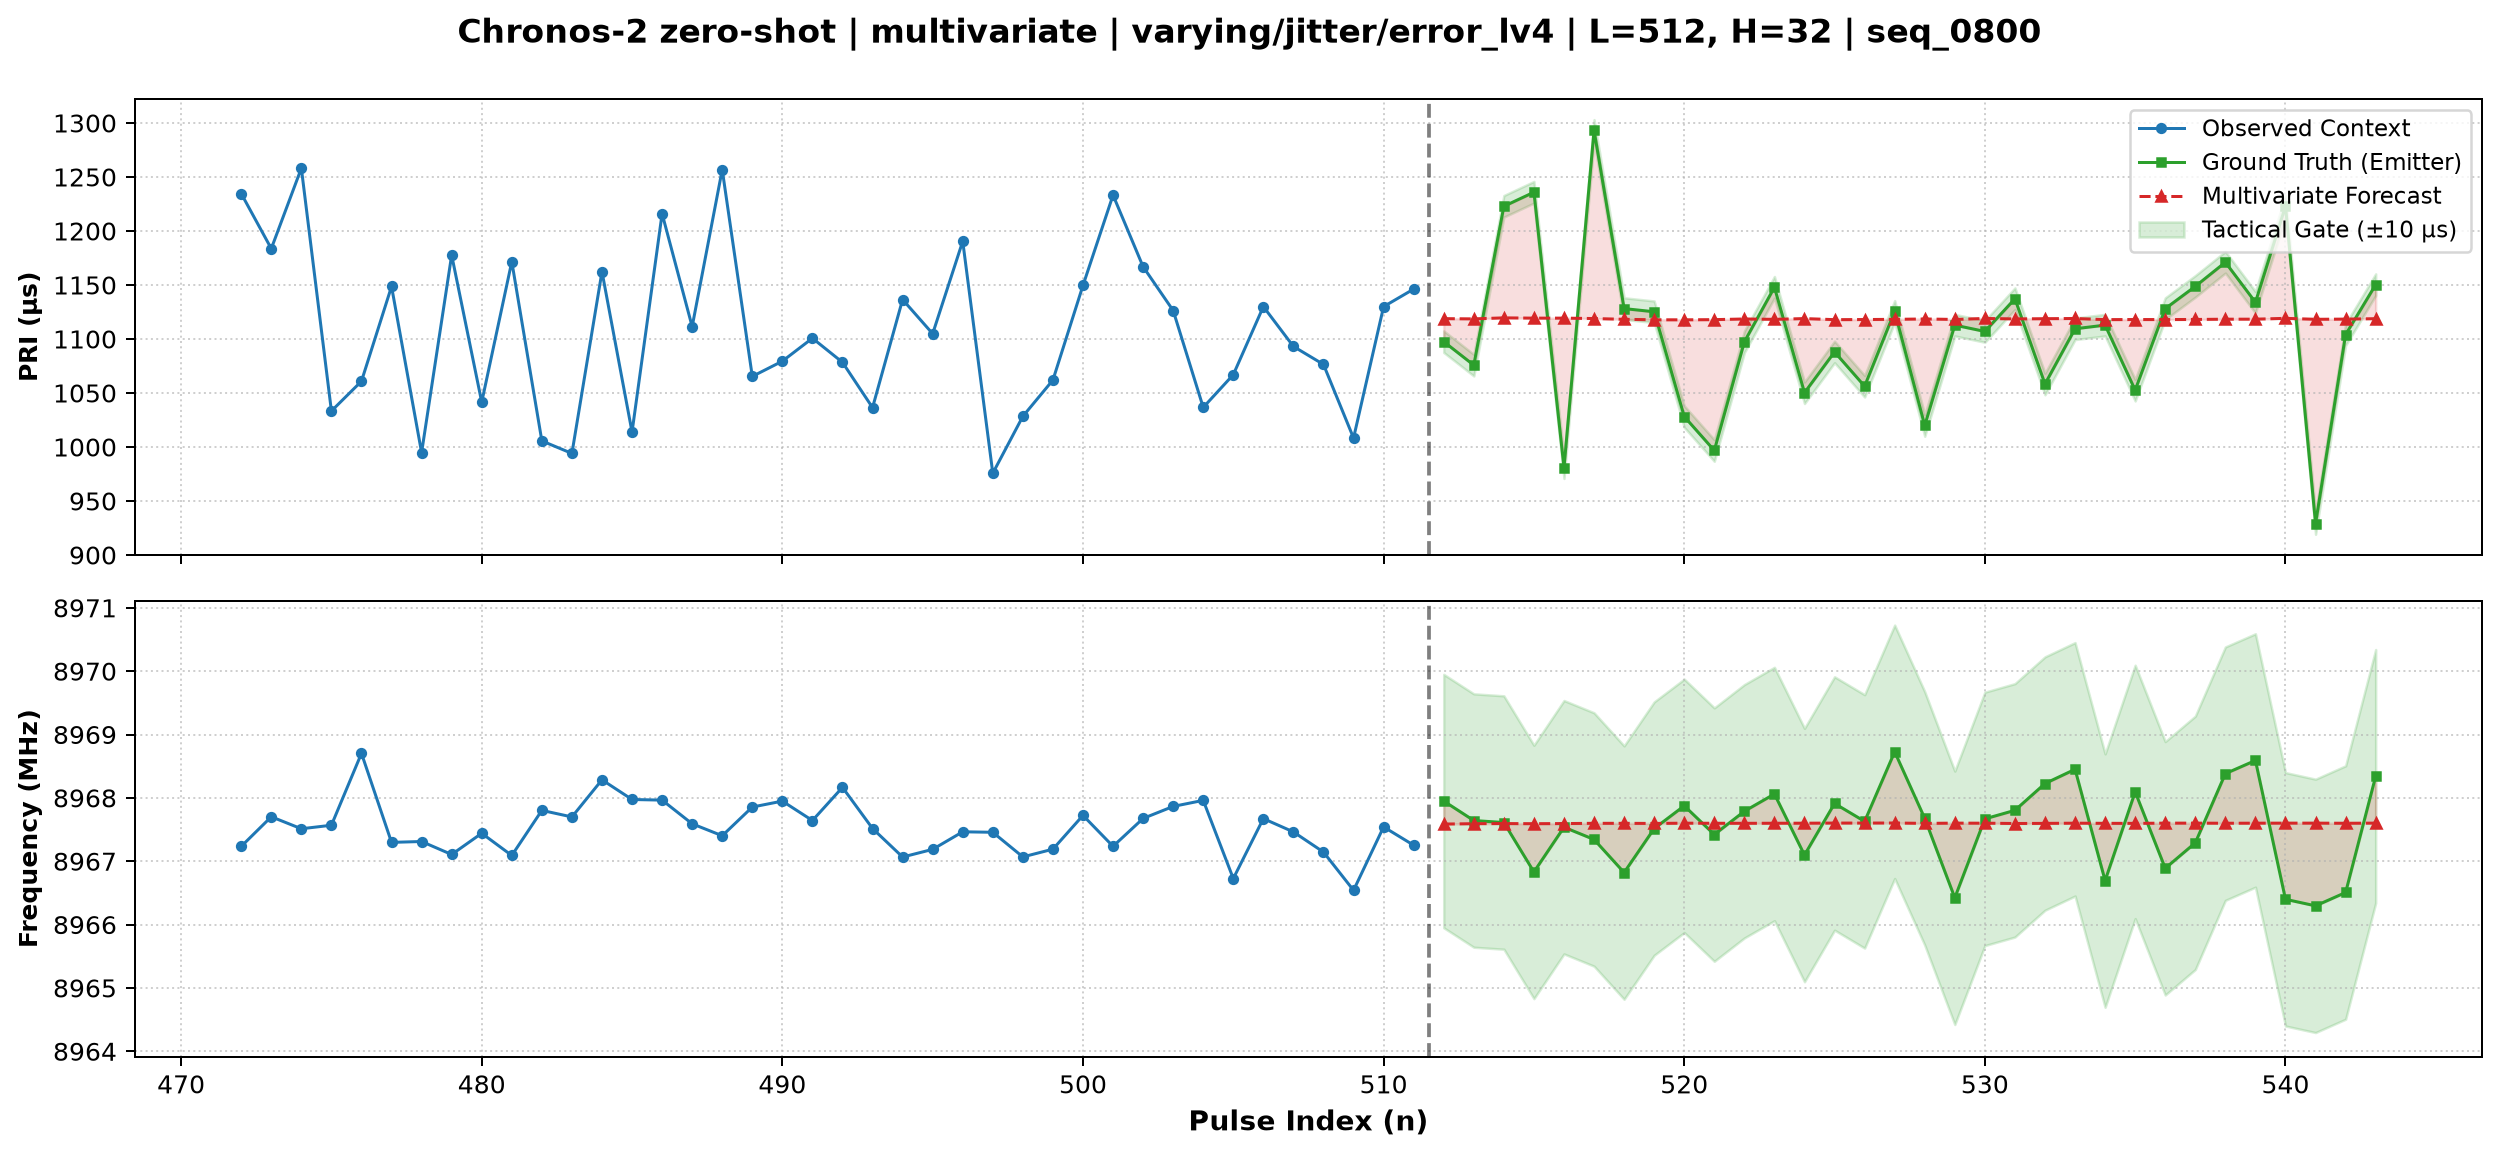 Chronos-2 zero-shot | multivariate | varying/jitter/error_lv4 | L=512, H=32 | seq_0800
PRI (µs)
1300
1250
1200
1150
1100
1050
1000
950
900
Observed Context
Ground Truth (Emitter)
Multivariate Forecast
Tactical Gate (±10 µs)
Frequency (MHz)
8971
8970
8969
8968
8967
8966
8965
8964
470 480 490 500 510 520 530 540
Pulse Index (n)